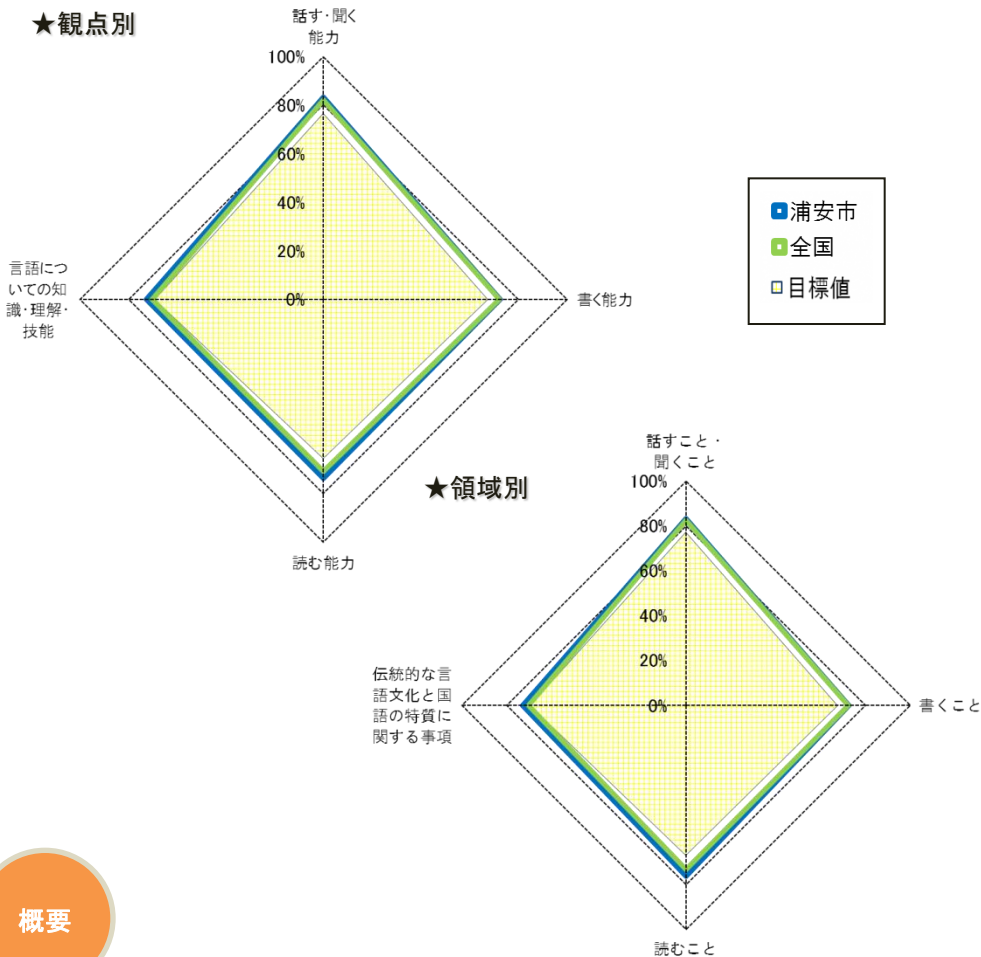 ★観点別
話す・聞く
能力
100%
80%
60%
40%
20%
0%
言語につ
いての知
識・理解・
技能
書く能力
読む能力
浦安市
全国
目標値
★領域別
話すこと・
聞くこと
100%
80%
60%
40%
20%
0%
伝統的な言
語文化と国
語の特質に
関する事項
書くこと
読むこと
概要